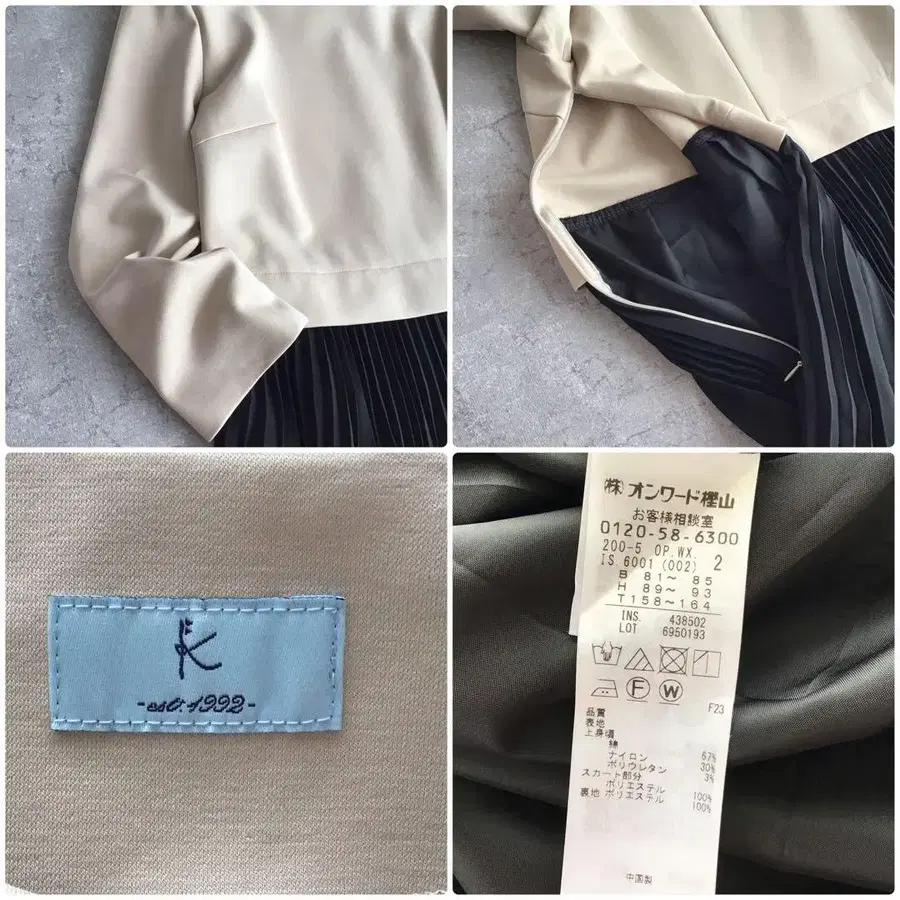 K
-est.1992-
㈱オンワード樫山
お客様相談室
0120-58-6300
200-5 OP.WX. 2
IS.6001(002)
B 81~ 85
H 89~ 93
T158~164
INS. 438502
LOT 6950193
F W
F23
品質
表地
上身頃
綿 67%
ナイロン 30%
ポリウレタン 3%
スカート部分
ポリエステル 100%
裏地 ポリエステル 100%
中国製